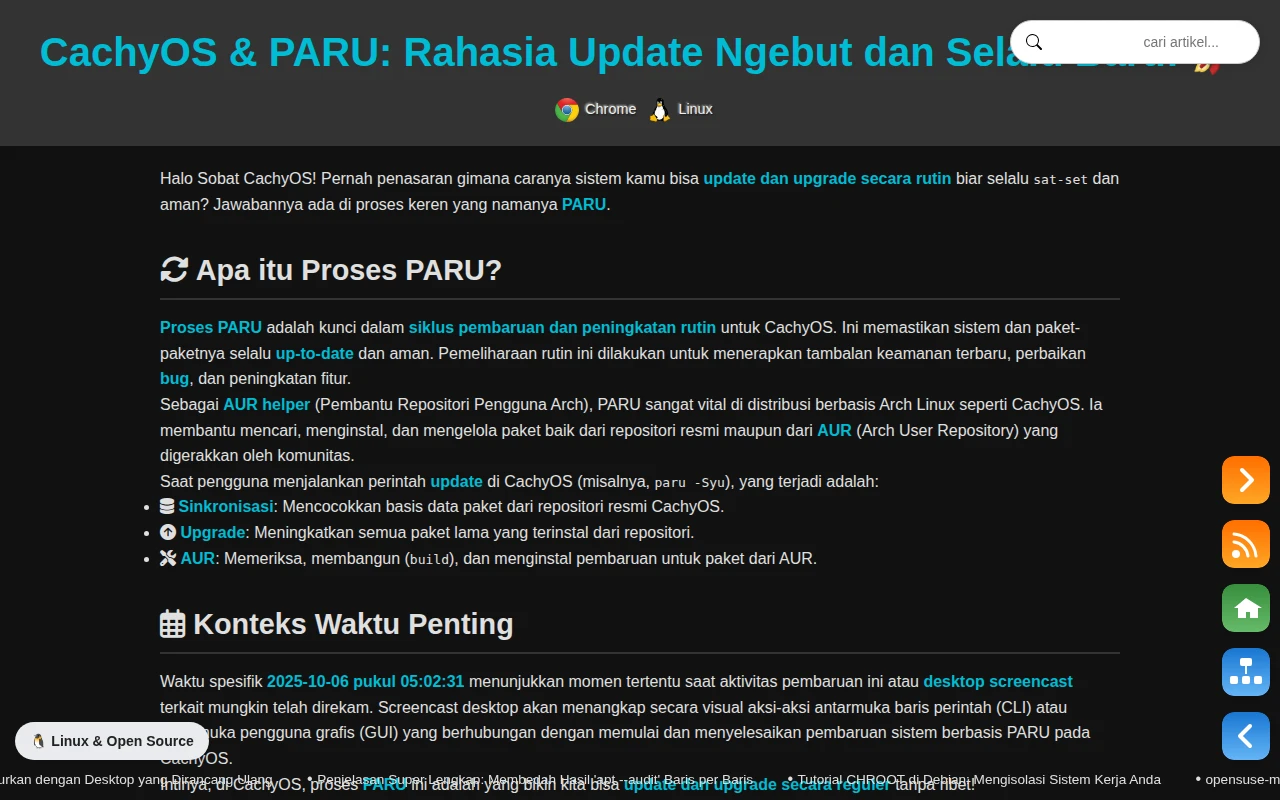 CachyOS & PARU: Rahasia Update Ngebut dan
cari artikel...
Chrome Linux
Halo Sobat CachyOS! Pernah penasaran gimana caranya sistem kamu bisa update dan upgrade secara rutin biar selalu sat-set dan
aman? Jawabannya ada di proses keren yang namanya PARU.
Apa itu Proses PARU?
Proses PARU adalah kunci dalam siklus pembaruan dan peningkatan rutin untuk CachyOS. Ini memastikan sistem dan paket-
paketnya selalu up-to-date dan aman. Pemeliharaan rutin ini dilakukan untuk menerapkan tambalan keamanan terbaru, perbaikan
bug, dan peningkatan fitur.
Sebagai AUR helper (Pembantu Repositori Pengguna Arch), PARU sangat vital di distribusi berbasis Arch Linux seperti CachyOS. Ia
membantu mencari, menginstal, dan mengelola paket baik dari repositori resmi maupun dari AUR (Arch User Repository) yang
digerakkan oleh komunitas.
Saat pengguna menjalankan perintah update di CachyOS (misalnya, paru -Syu), yang terjadi adalah:
• Sinkronisasi: Mencocokkan basis data paket dari repositori resmi CachyOS.
• Upgrade: Meningkatkan semua paket lama yang terinstal dari repositori.
• AUR: Memeriksa, membangun (build), dan menginstal pembaruan untuk paket dari AUR.
Konteks Waktu Penting
Waktu spesifik 2025-10-06 pukul 05:02:31 menunjukkan momen tertentu saat aktivitas pembaruan ini atau desktop screencast
terkait mungkin telah direkam. Screencast desktop akan menangkap secara visual aksi-aksi antarmuka baris perintah (CLI) atau
pengguna grafis (GUI) yang berhubungan dengan memulai dan menyelesaikan pembaruan sistem berbasis PARU pada
CachyOS.
Linux & Open Source
urkan dengan Desktop yang Dirancang Ulang • Penjelasan Super Lengkap: Membedah Hasil 'apt --audit' Baris per Baris • Tutorial CHROOT di Debian: Mengisolasi Sistem Kerja Anda • opensuse-m
Intinya, di CachyOS, proses PARU ini adalah yang bikin kita bisa update dan upgrade secara reguler tanpa ribet!